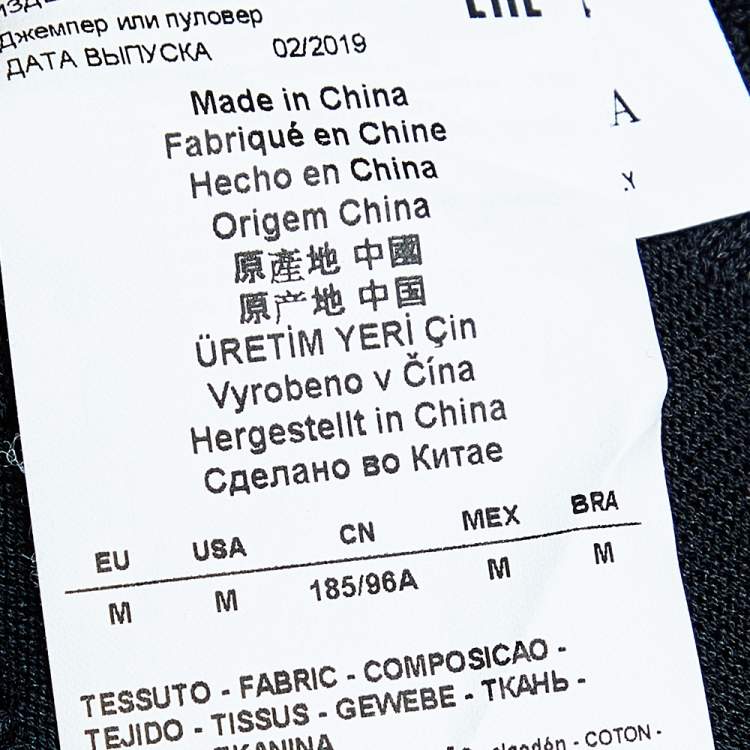 Джемпер или пуловер
ДАТА ВЫПУСКА 02/2019
Made in China
Fabriqué en Chine
Hecho en China
Origem China
原產地 中國
原产地 中国
ÜRETİM YERİ Çin
Vyrobeno v Čína
Hergestellt in China
Сделано во Китае
EU USA CN MEX BRA
M M 185/96A M M
TESSUTO - FABRIC - COMPOSICAO -
TEJIDO - TISSUS - GEWEBE - ТКАНЬ -
algodón - COTON -
A
.Y